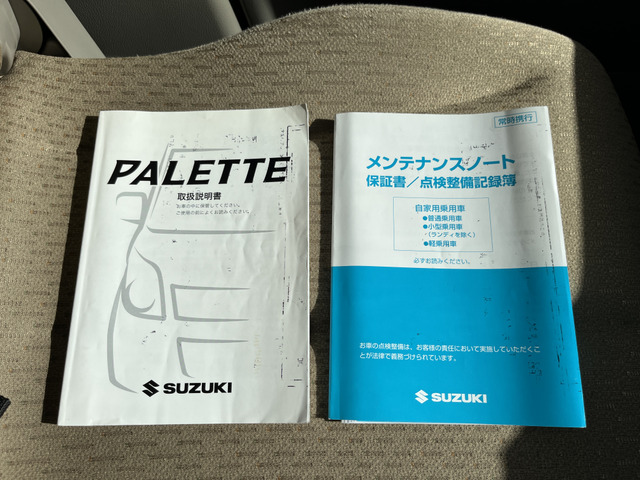 PALETTE
取扱説明書
お車の中に保管してください。
ご使用の前によくお読みください。
SUZUKI
常時携行
メンテナンスノート
保証書/点検整備記録簿
自家用乗用車
●普通乗用車
●小型乗用車
・(ランディを除く)
●軽乗用車
必ずお読みください。
お車の点検整備は、お客様の責任において実施していただくこ
とが法律で義務づけられています。
SUZUKI